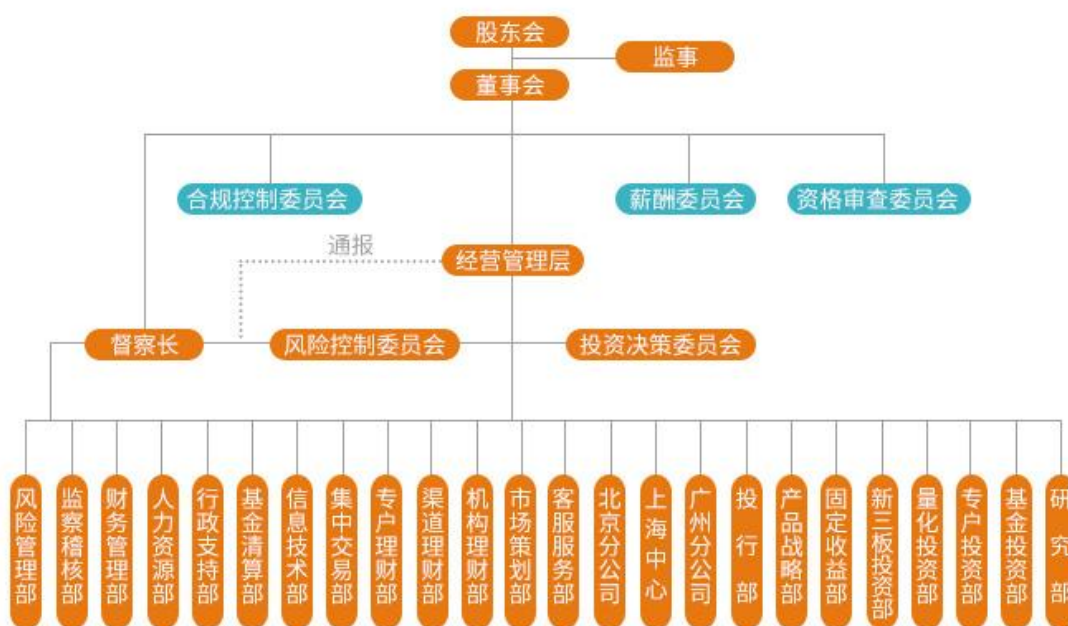 股东会
监事
董事会
合规控制委员会
薪酬委员会
资格审查委员会
通报
经营管理层
督察长
风险控制委员会
投资决策委员会
风险管理部
监察稽核部
财务管理部
人力资源部
行政支持部
基金清算部
信息技术部
集中交易部
专户理财部
渠道理财部
机构理财部
市场策划部
客服服务部
北京分公司
上海中心
广州分公司
投行部
产品战略部
固定收益部
新三板投资部
量化投资部
专户投资部
基金投资部
研究部